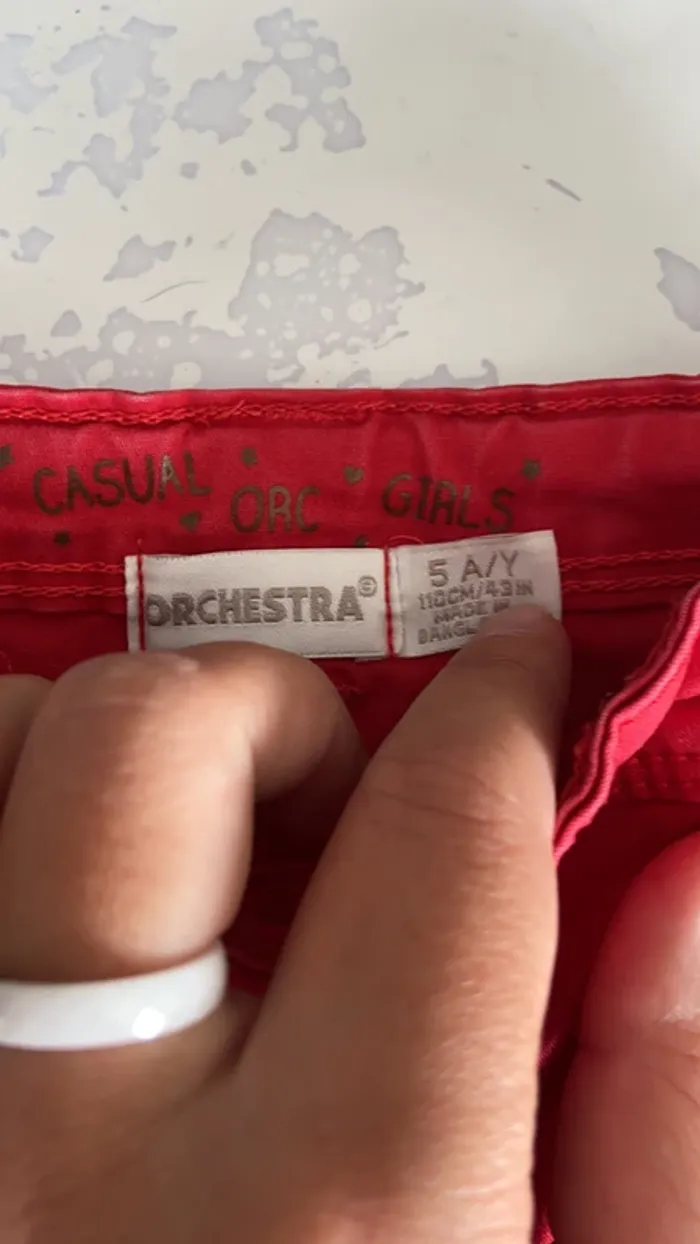 CASUAL ORC GIRLS
ORCHESTRA©
5 A/Y
110CM/43IN
MADE IN